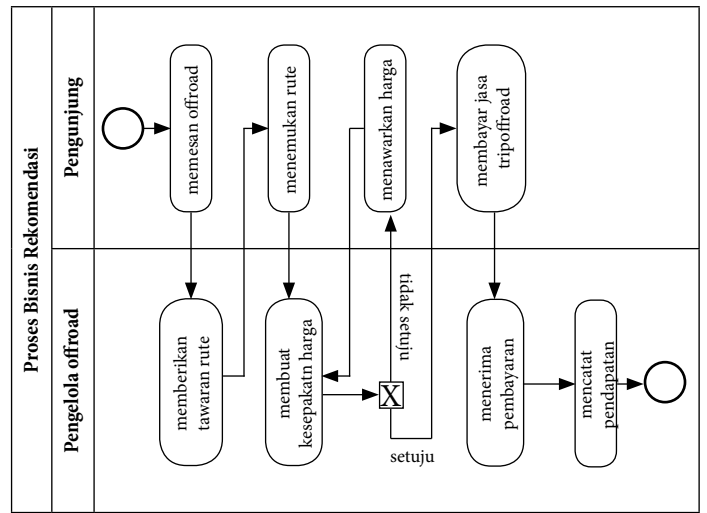 Proses Bisnis Rekomendasi
Pengelola offroad
Pengunjung
memesan offroad
memberikan
tawaran rute
menemukan rute
membuat
kesepakatn harga
X
tidak setuju
menawarkan harga
setuju
membayar jasa
tripoffroad
menerima
pembayaran
mencatat
pendapatan